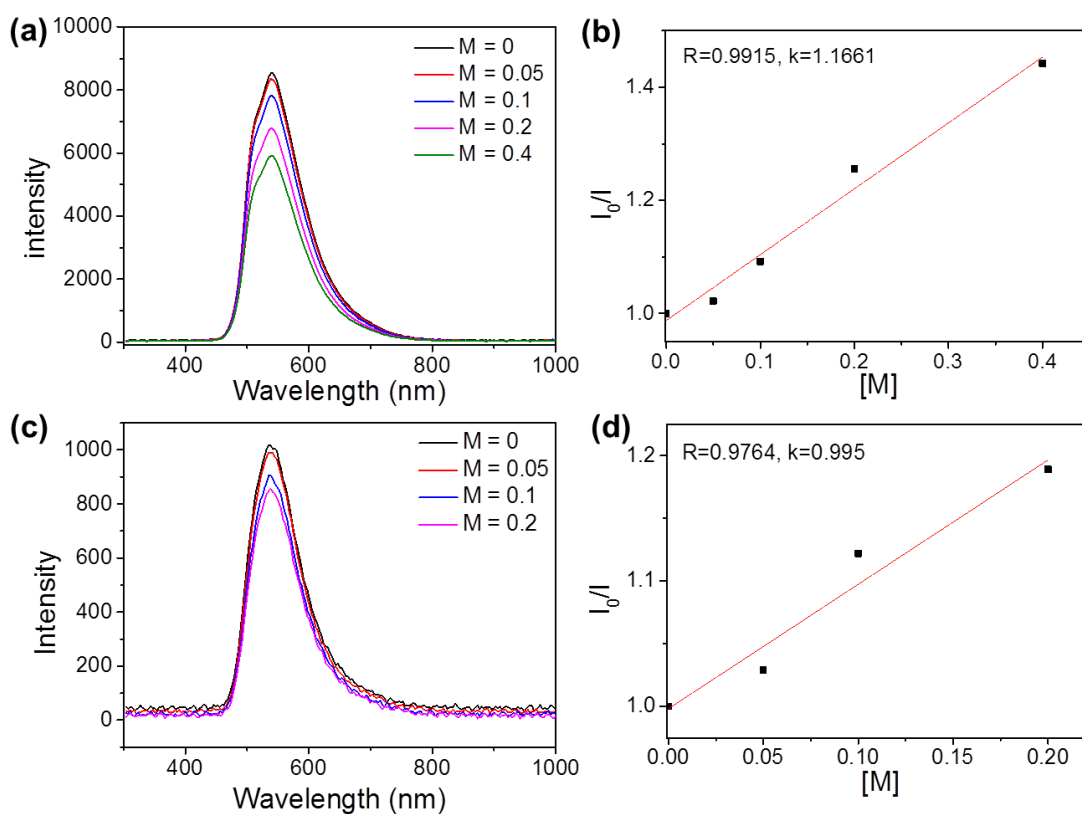 (a)
10000
8000
6000
4000
2000
0
intensity
M = 0
M = 0.05
M = 0.1
M = 0.2
M = 0.4
400 600 800 1000
Wavelength (nm)
(b)
R=0.9915, k=1.1661
1.4
1.2
1.0
I₀/I
0.0 0.1 0.2 0.3 0.4
[M]
(c)
1000
800
600
400
200
0
Intensity
M = 0
M = 0.05
M = 0.1
M = 0.2
400 600 800 1000
Wavelength (nm)
(d)
R=0.9764, k=0.995
1.2
1.1
1.0
I₀/I
0.00 0.05 0.10 0.15 0.20
[M]